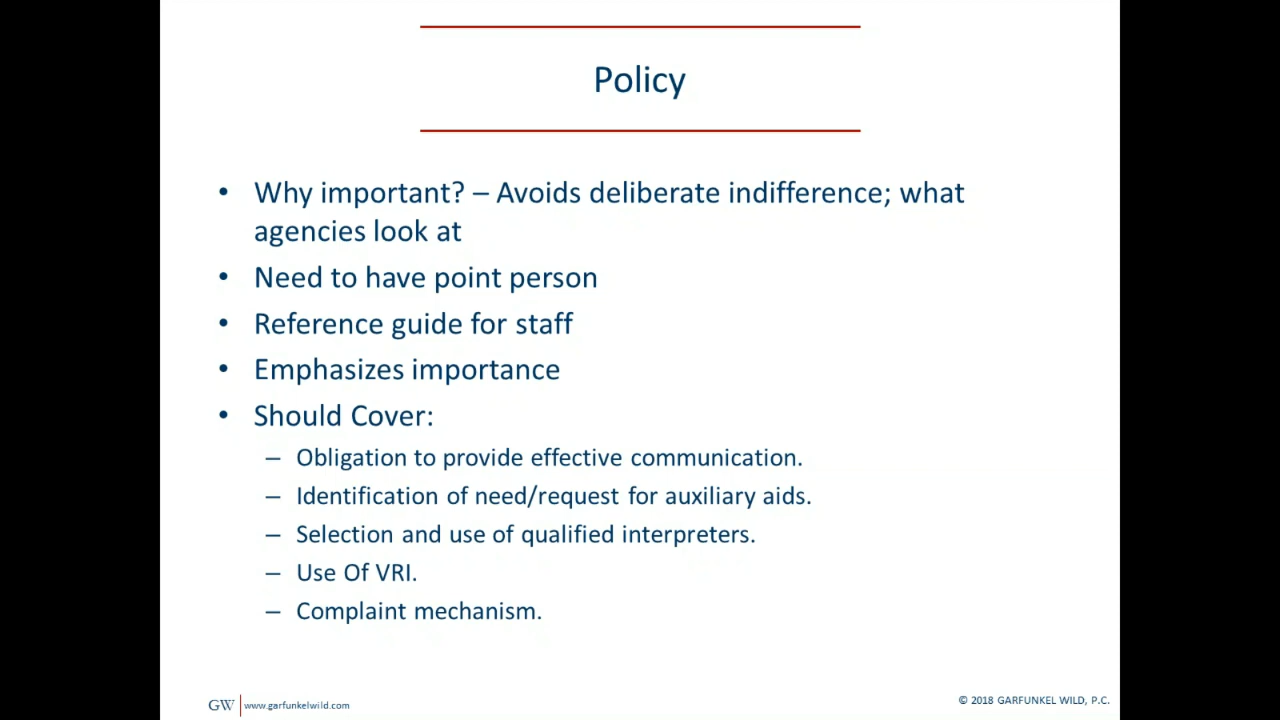 Policy
• Why important? – Avoids deliberate indifference; what
agencies look at
• Need to have point person
• Reference guide for staff
• Emphasizes importance
• Should Cover:
– Obligation to provide effective communication.
– Identification of need/request for auxiliary aids.
– Selection and use of qualified interpreters.
– Use Of VRI.
– Complaint mechanism.
GW www.garfunkelwild.com
© 2018 GARFUNKEL WILD, P.C.